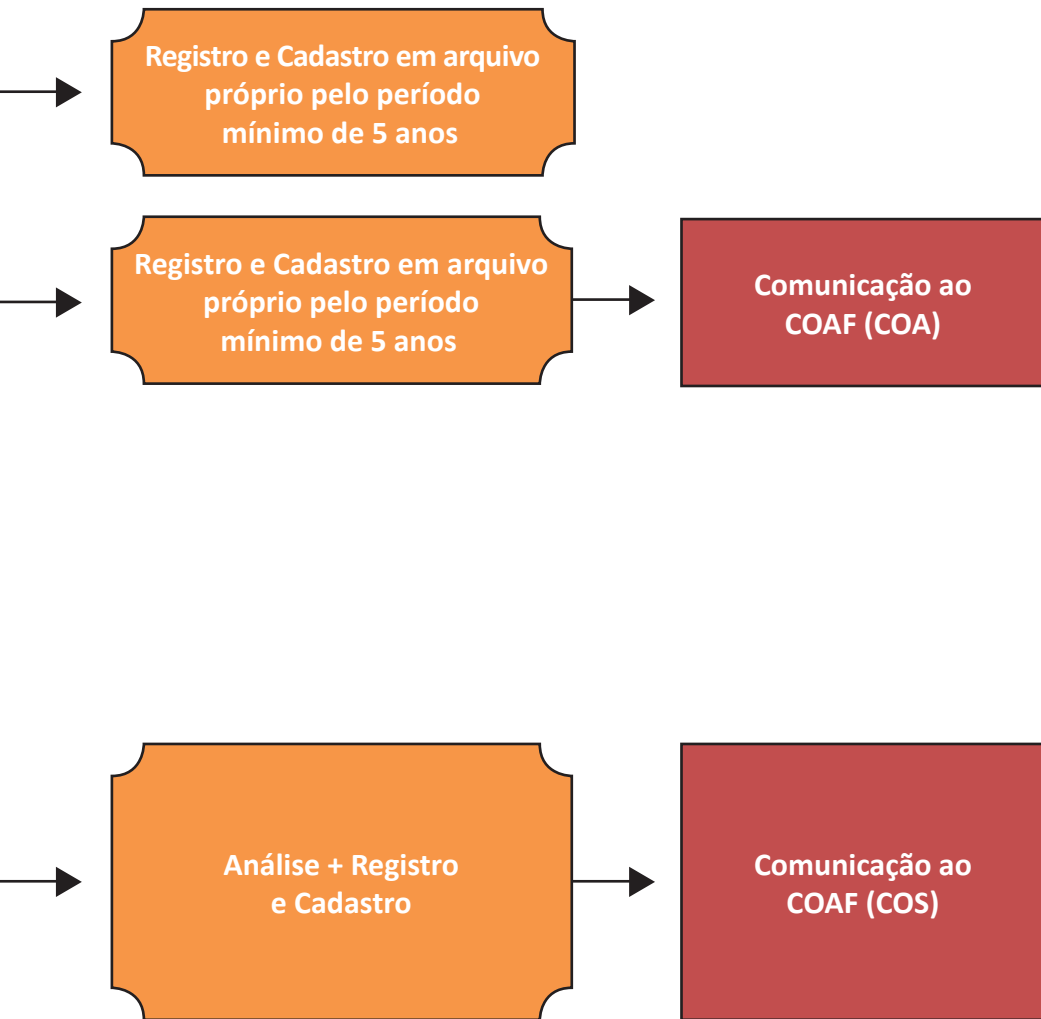 Registro e Cadastro em arquivo
próprio pelo período
mínimo de 5 anos
Registro e Cadastro em arquivo
próprio pelo período
mínimo de 5 anos
Comunicação ao
COAF (COA)
Análise + Registro
e Cadastro
Comunicação ao
COAF (COS)